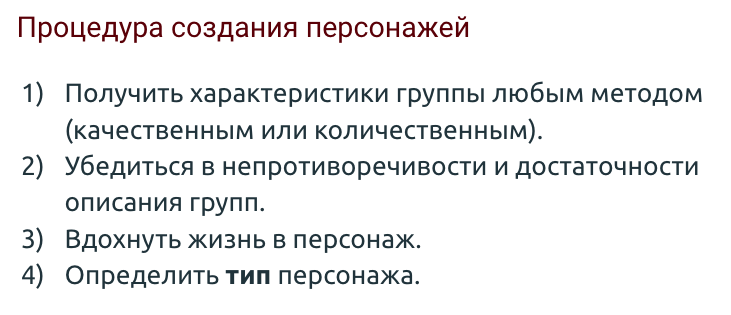 Процедура создания персонажей
1) Получить характеристики группы любым методом
(качественным или количественным).
2) Убедиться в непротиворечивости и достаточности
описания групп.
3) Вдохнуть жизнь в персонаж.
4) Определить тип персонажа.